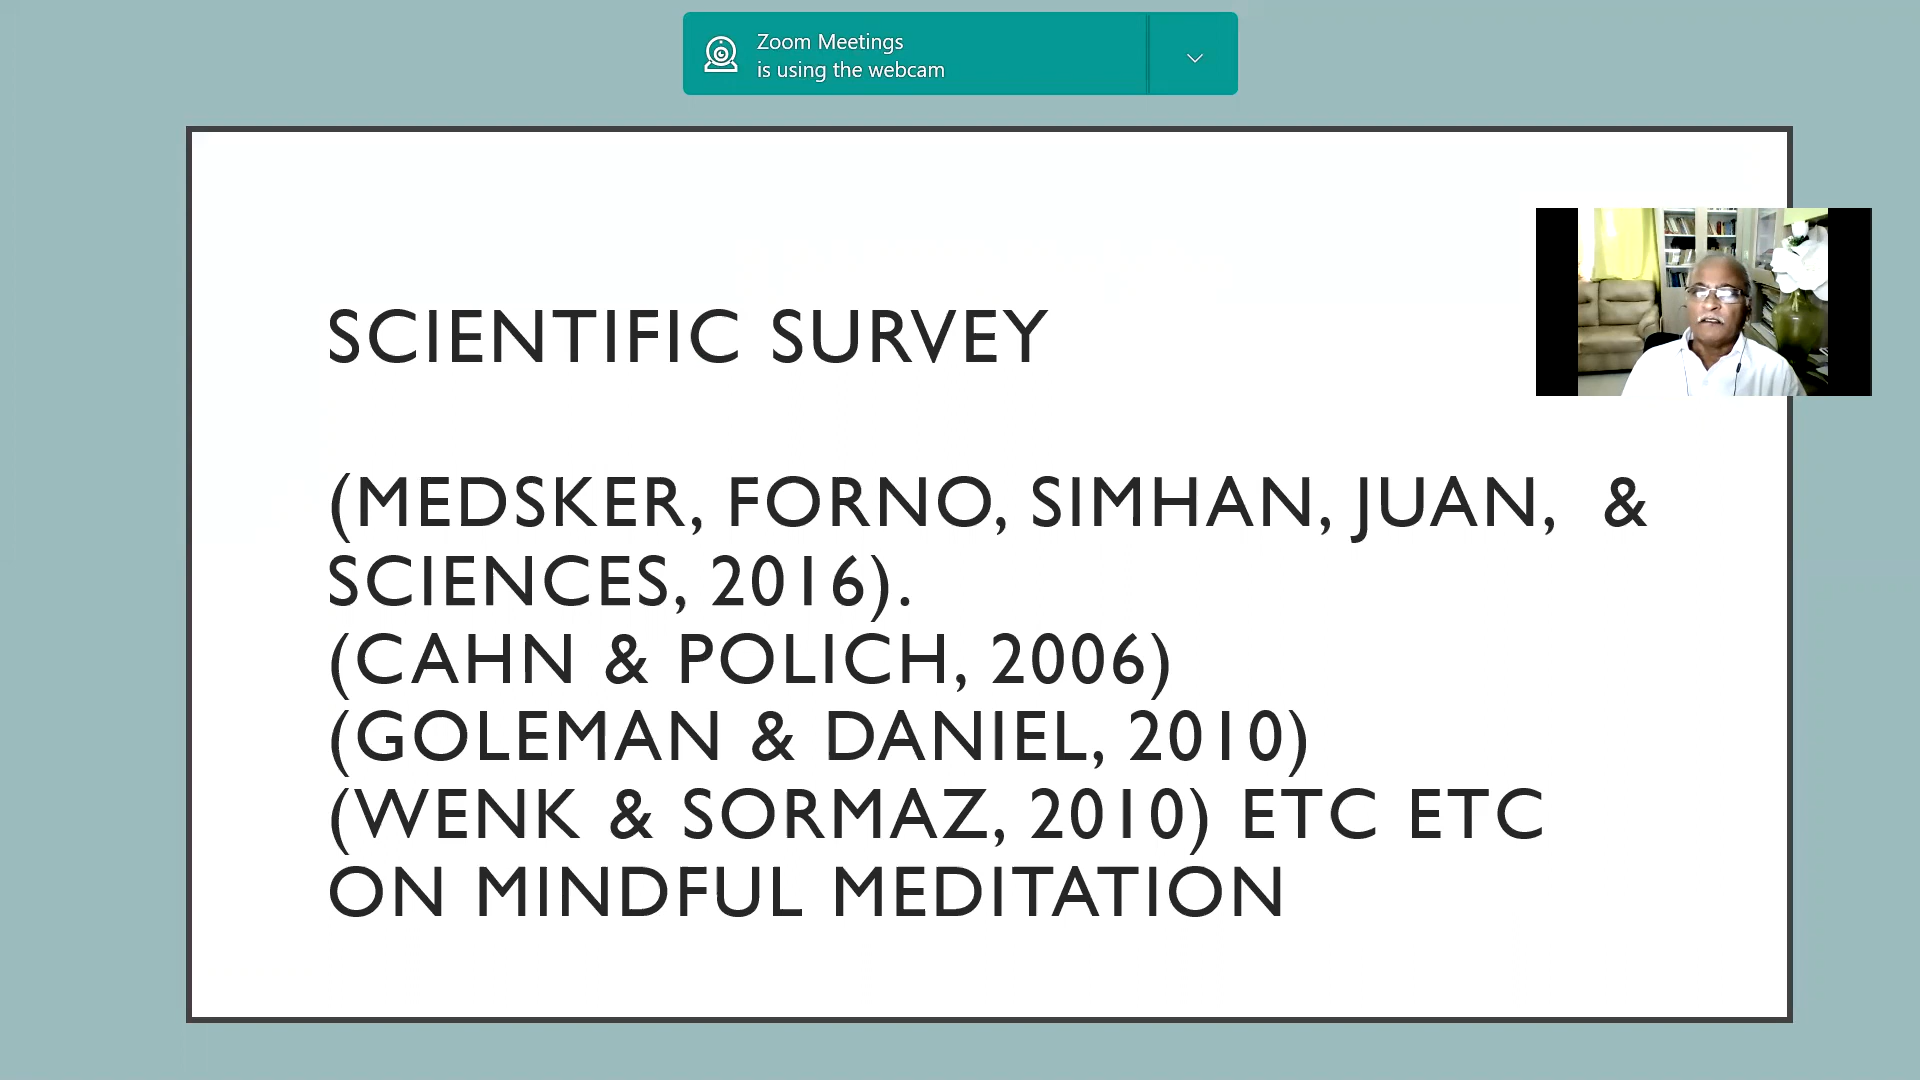 Zoom Meetings
is using the webcam
SCIENTIFIC SURVEY
(MEDSKER, FORNO, SIMHAN, JUAN, &
SCIENCES, 2016).
(CAHN & POLICH, 2006)
(GOLEMAN & DANIEL, 2010)
(WENK & SORMAZ, 2010) ETC ETC
ON MINDFUL MEDITATION